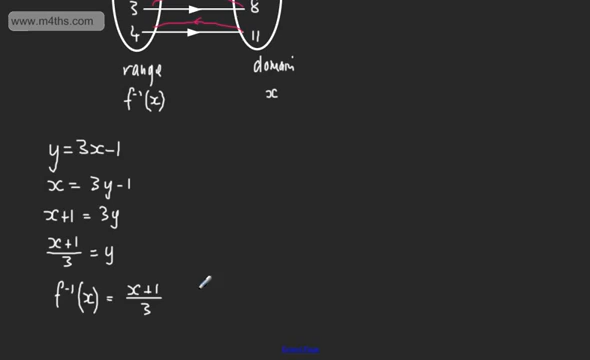 www.m4ths.com
3 8
4 11
range domain
f⁻¹(x) x
y = 3x-1
x = 3y-1
x+1 = 3y
x+1/3 = y
f⁻¹(x) = x+1/3